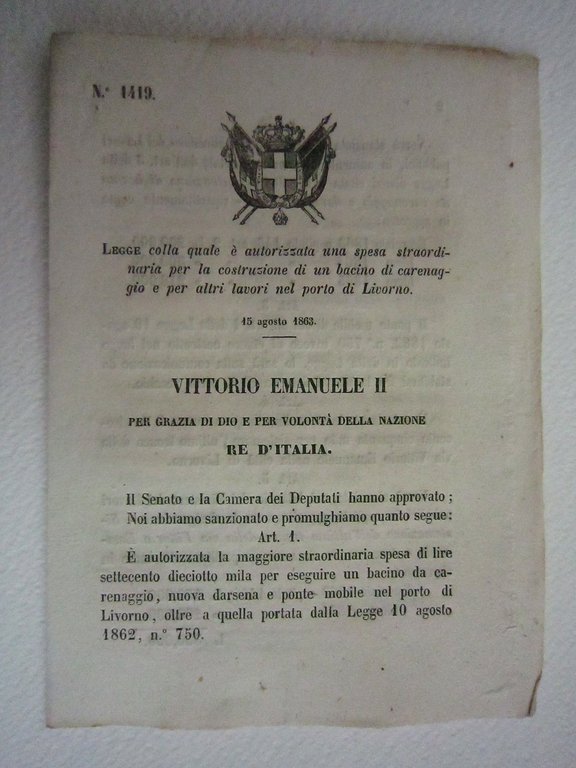 N.° 1419.
LEGGE colla quale è autorizzata una spesa straordi-
naria per la costruzione di un bacino di carenag-
gio e per altri lavori nel porto di Livorno.
15 agosto 1863.
VITTORIO EMANUELE II
PER GRAZIA DI DIO E PER VOLONTÀ DELLA NAZIONE
RE D'ITALIA.
Il Senato e la Camera dei Deputati hanno approvato;
Noi abbiamo sanzionato e promulghiamo quanto segue:
Art. 1.
È autorizzata la maggiore straordinaria spesa di lire
settecento dieciotto mila per eseguire un bacino da ca-
renaggio, nuova darsena e ponte mobile nel porto di
Livorno, oltre a quella portata dalla Legge 10 agosto
1862, n.° 750.